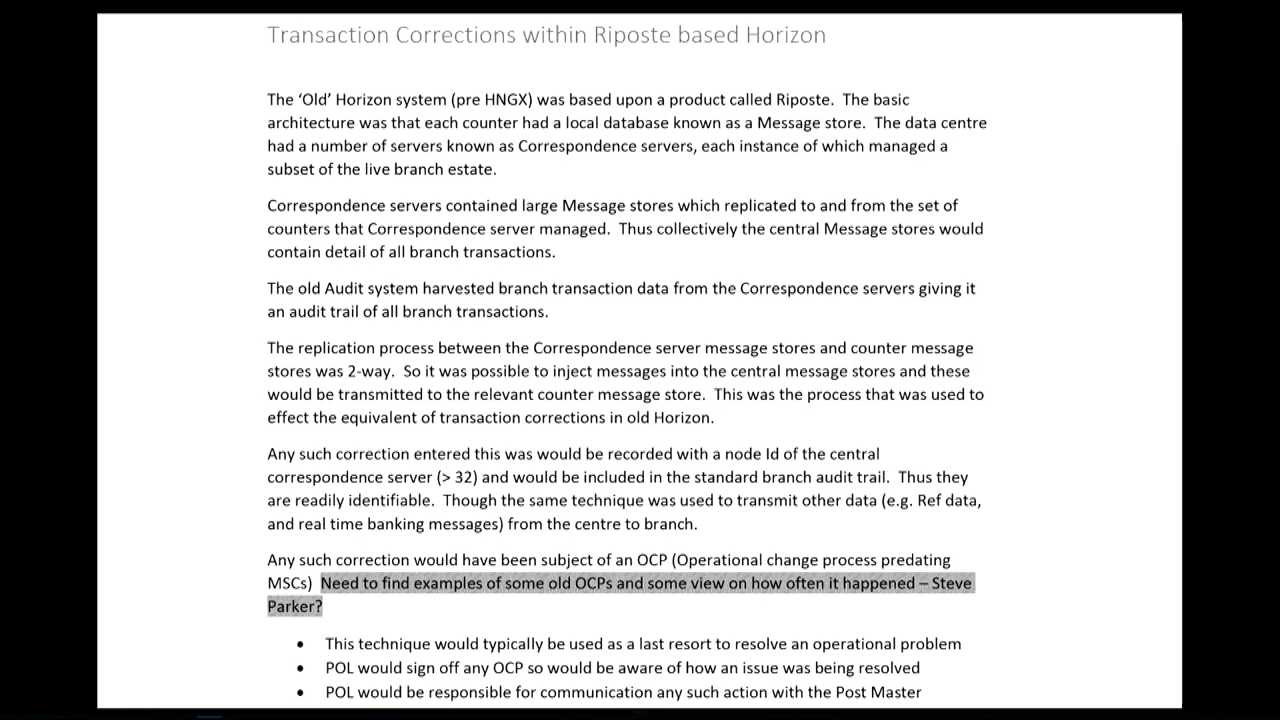 Transaction Corrections within Riposte based Horizon
The ‘Old’ Horizon system (pre HNGX) was based upon a product called Riposte.  The basic
architecture was that each counter had a local database known as a Message store.  The data centre
had a number of servers known as Correspondence servers, each instance of which managed a
subset of the live branch estate.
Correspondence servers contained large Message stores which replicated to and from the set of
counters that Correspondence server managed.  Thus collectively the central Message stores would
contain detail of all branch transactions.
The old Audit system harvested branch transaction data from the Correspondence servers giving it
an audit trail of all branch transactions.
The replication process between the Correspondence server message stores and counter message
stores was 2-way.  So it was possible to inject messages into the central message stores and these
would be transmitted to the relevant counter message store.  This was the process that was used to
effect the equivalent of transaction corrections in old Horizon.
Any such correction entered this was would be recorded with a node Id of the central
correspondence server (> 32) and would be included in the standard branch audit trail.  Thus they
are readily identifiable.  Though the same technique was used to transmit other data (e.g. Ref data,
and real time banking messages) from the centre to branch.
Any such correction would have been subject of an OCP (Operational change process predating
MSCs)  Need to find examples of some old OCPs and some view on how often it happened – Steve
Parker?
• This technique would typically be used as a last resort to resolve an operational problem
• POL would sign off any OCP so would be aware of how an issue was being resolved
• POL would be responsible for communication any such action with the Post Master